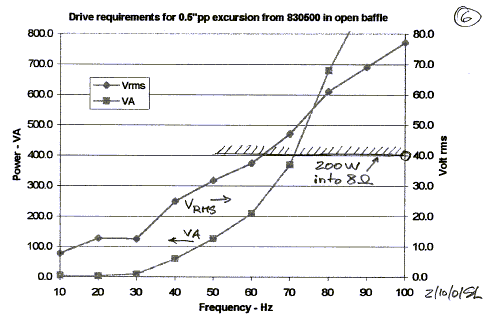 Drive requirements for 0.5"pp excursion from 830500 in open baffle
6
800.0
700.0
600.0
500.0
400.0
300.0
200.0
100.0
0.0
Power - VA
Vrms
VA
200W
into 8Ω
VRMS
VA
80.0
70.0
60.0
50.0
40.0
30.0
20.0
10.0
0.0
Volt rms
10 20 30 40 50 60 70 80 90 100
Frequency - Hz
2/10/01 SL